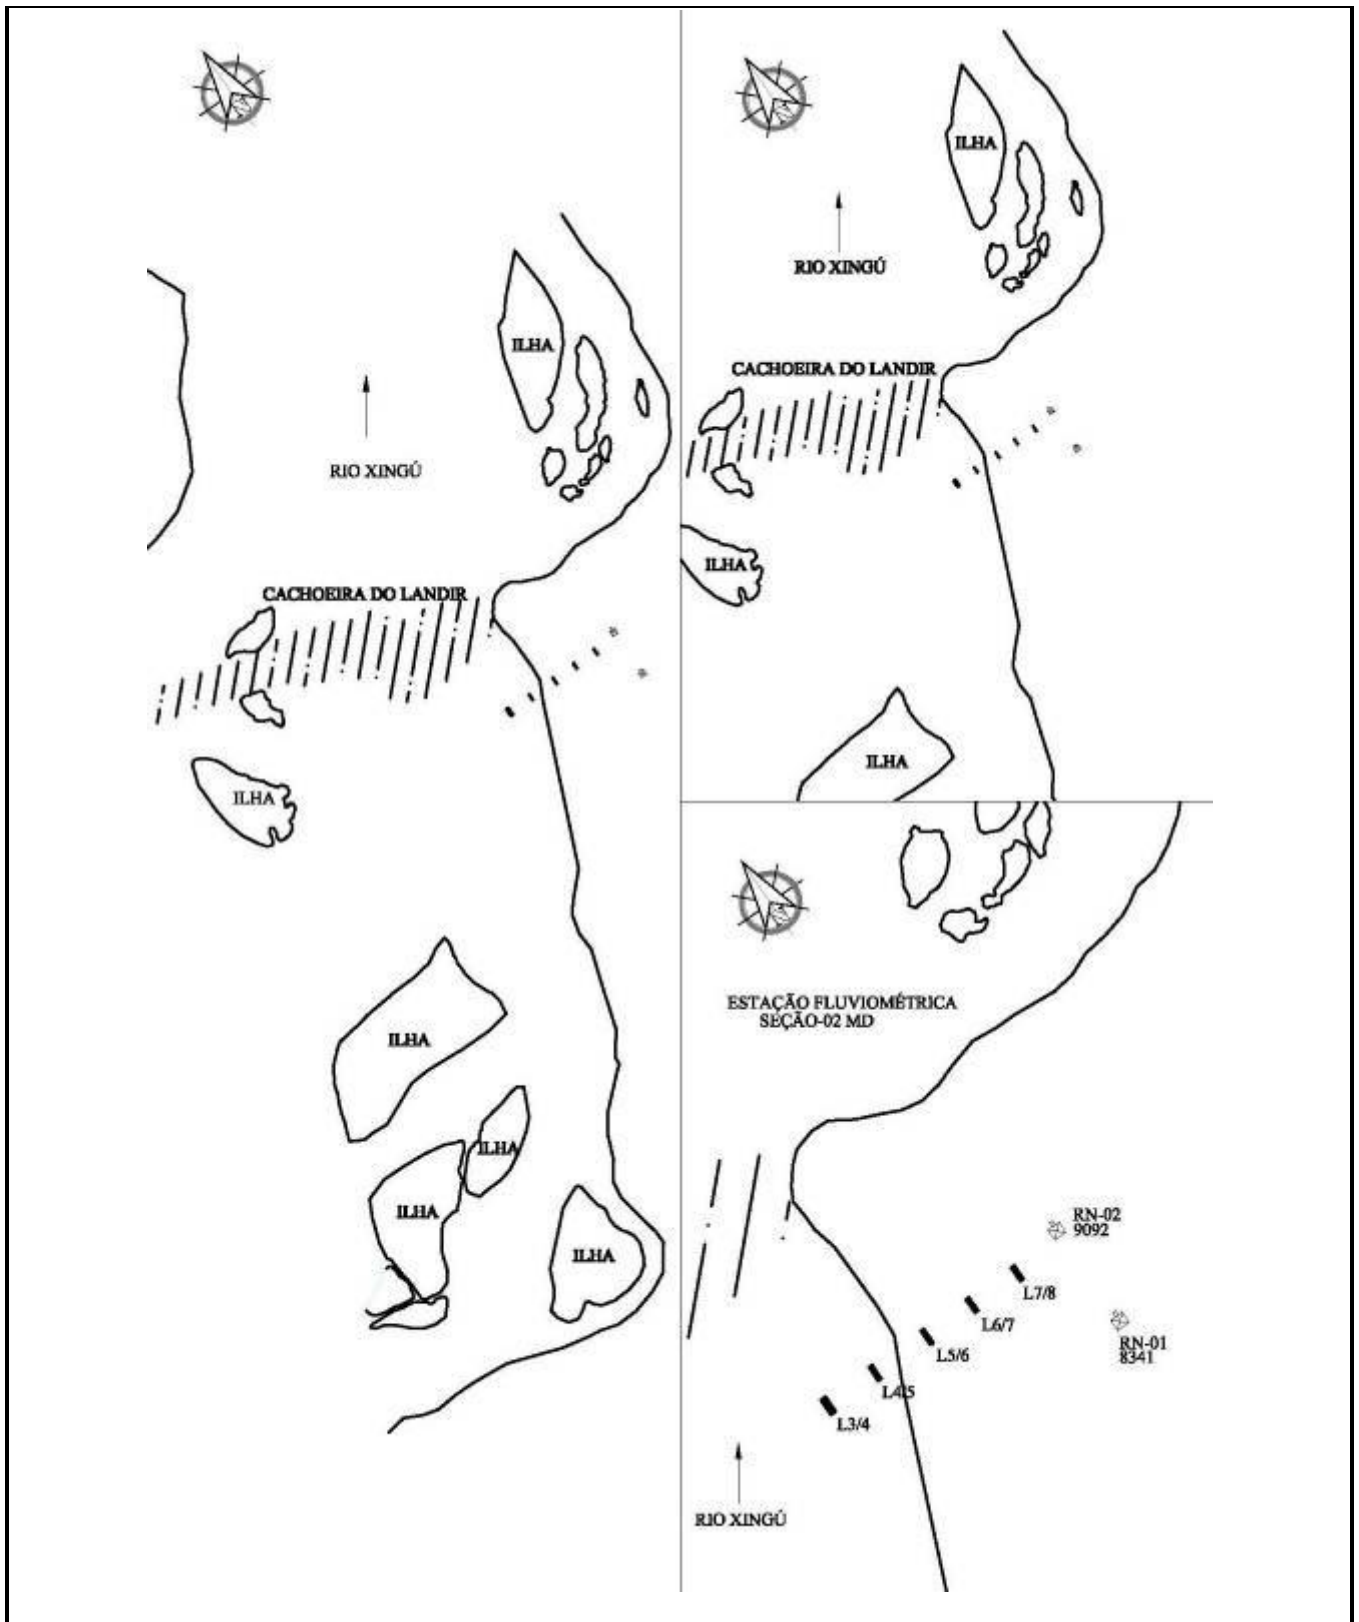 ILHA
RIO XINGÚ
CACHOEIRA DO LANDIR
ILHA
ILHA
ILHA
ILHA
ILHA
ILHA
RIO XINGÚ
CACHOEIRA DO LANDIR
ILHA
ILHA
ESTAÇÃO FLUVIOMÉTRICA
SEÇÃO-02 MD
RN-02
9092
L7/8
L6/7
RN-01
8341
L5/6
L4/5
L3/4
RIO XINGÚ